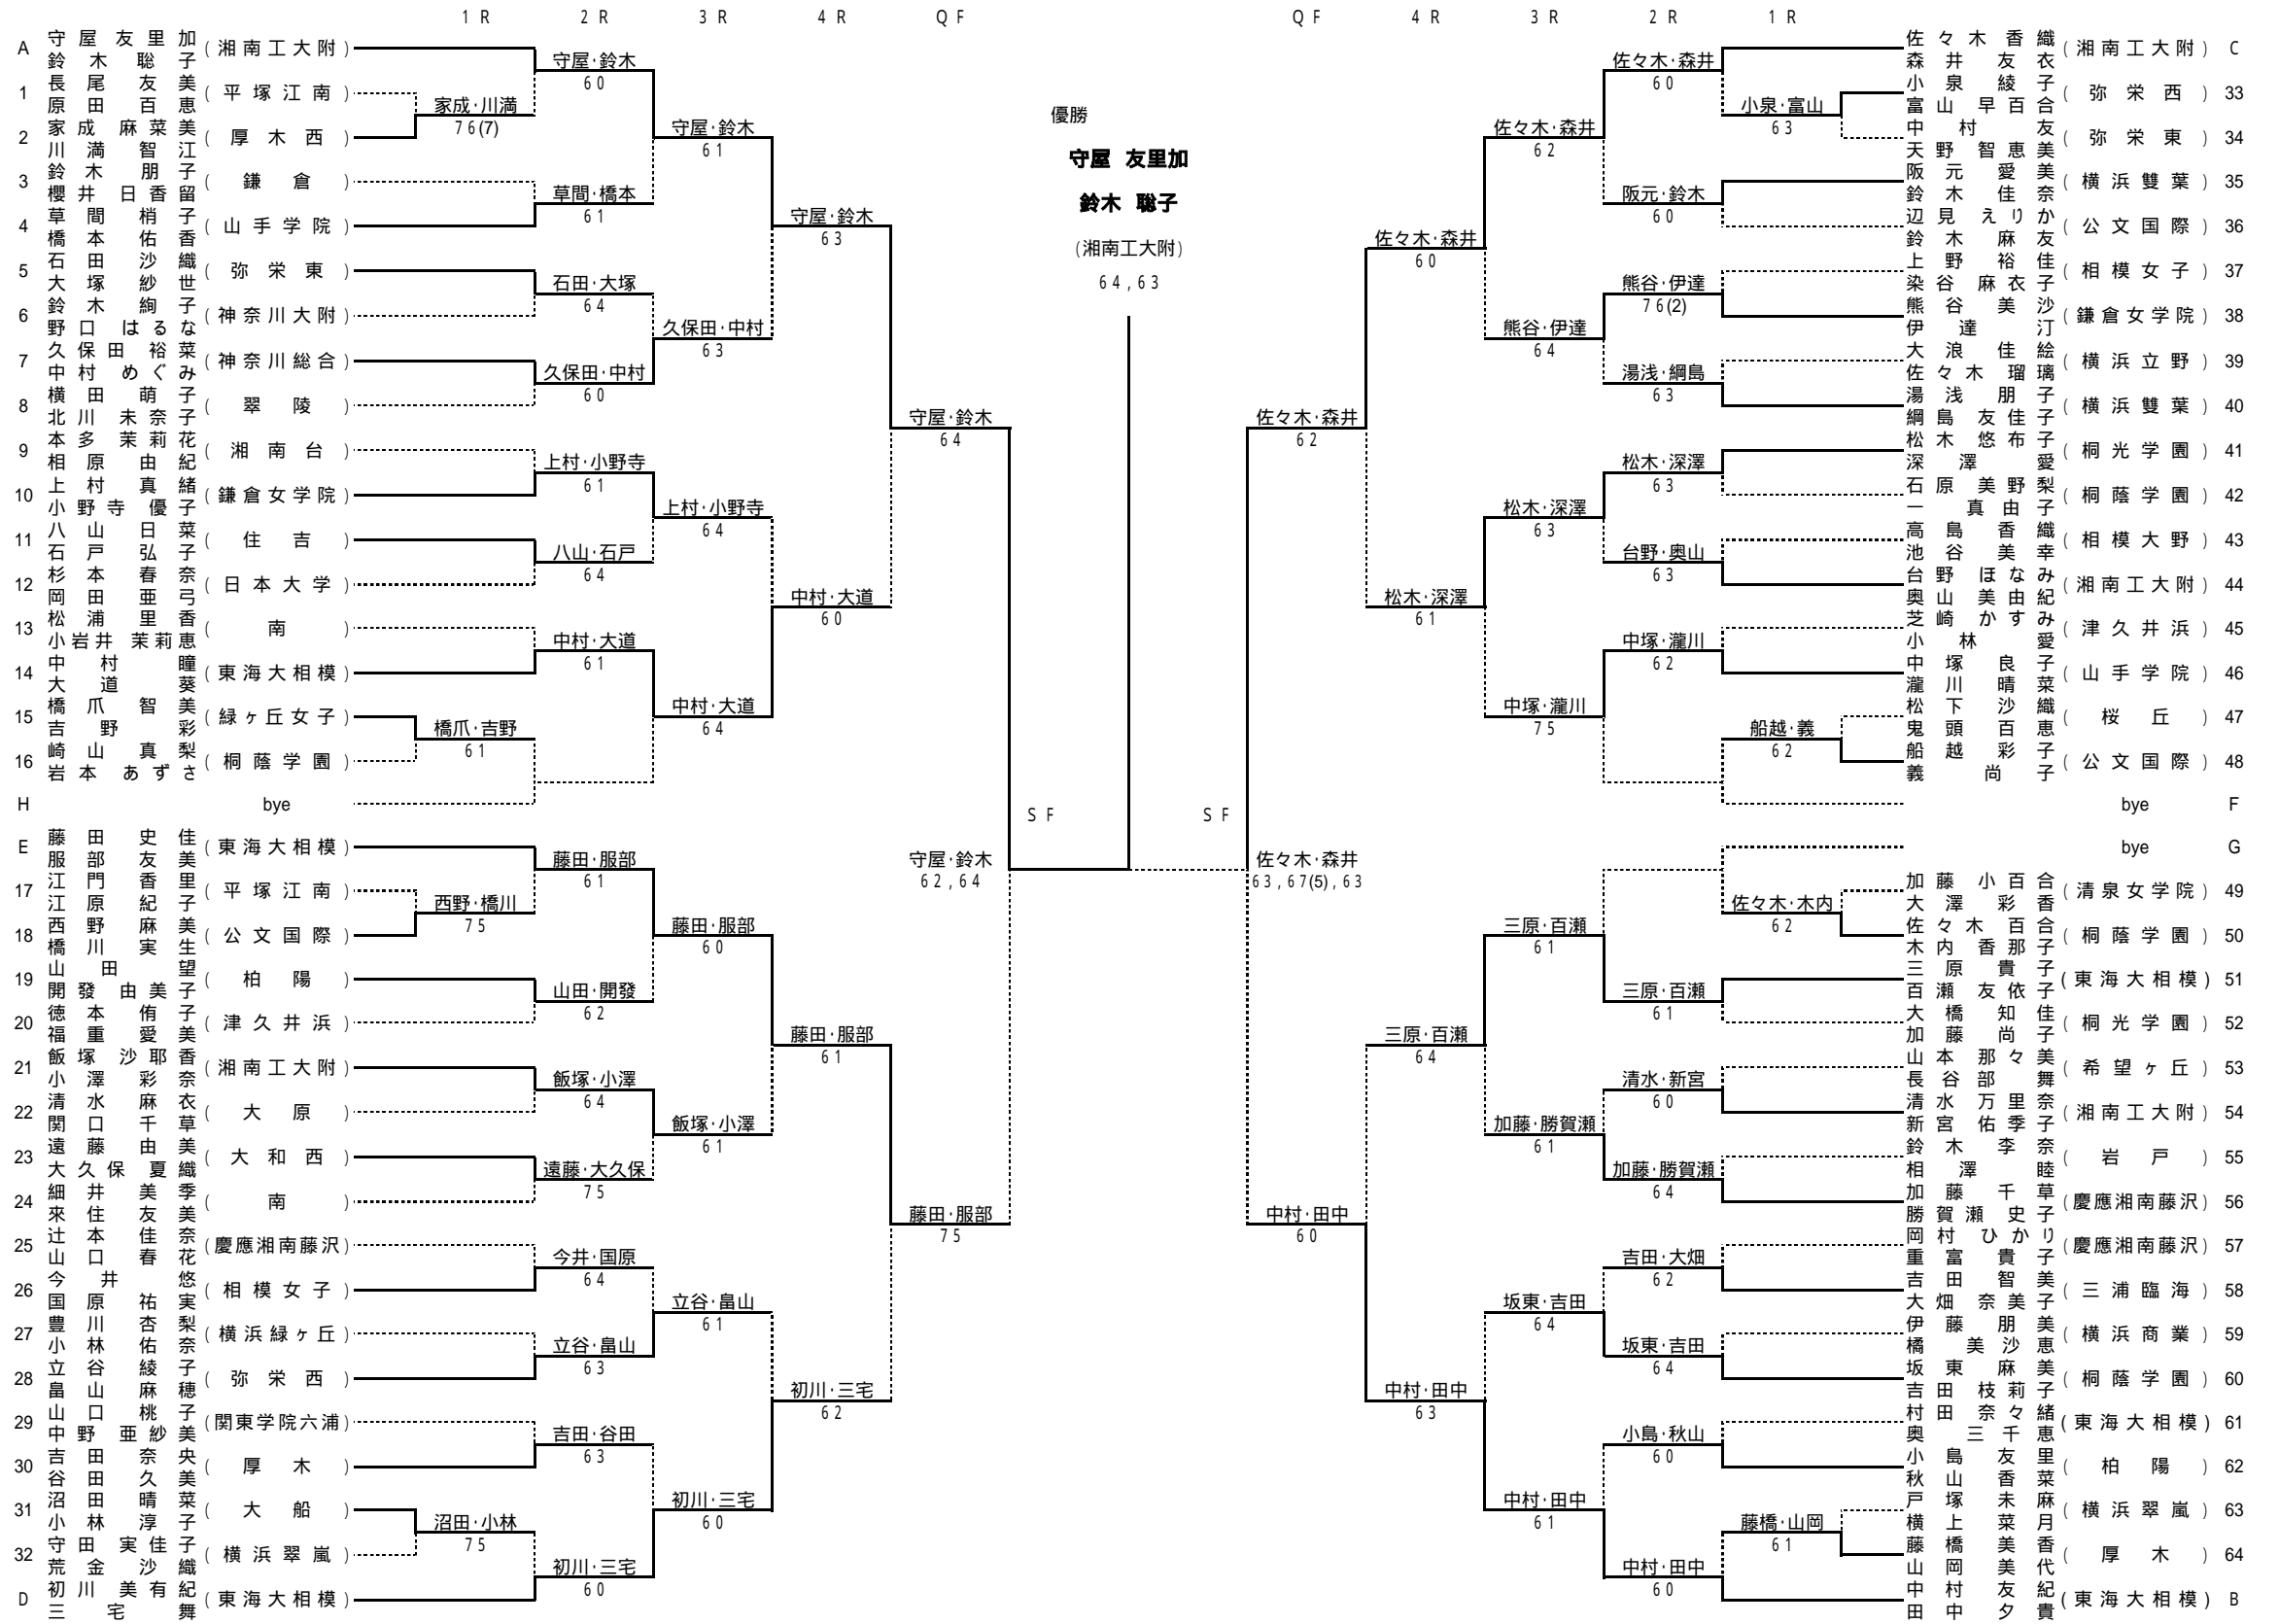 1R 2R 3R 4R QF QF 4R 3R 2R 1R
A 守屋友里加 鈴木聡子 (湘南工大附)
1 長尾友美 原田百恵 (平塚江南)
2 家成麻菜美 川満智江 (厚木西)
3 鈴木朋子 櫻井日香留 (鎌倉)
4 草間梢子 橋本佑香 (山手学院)
5 石田沙織 大塚紗世 (弥栄東)
6 鈴木絢子 野口はるな (神奈川大附)
7 久保田裕菜 中村めぐみ (神奈川総合)
8 横田萌子 北川未奈子 (翠陵)
9 本多茉莉花 相原由紀 (湘南台)
10 上村真緒 小野寺優子 (鎌倉女学院)
11 八山日菜 石戸弘子 (住吉)
12 杉本春奈 岡田亜弓 (日本大学)
13 松浦里香 小岩井茉莉恵 (南)
14 中村瞳 大道葵 (東海大相模)
15 橋爪智美 吉野彩 (緑ヶ丘女子)
16 崎山真梨 岩本あずさ (桐蔭学園)
H bye
E 藤田史佳 服部友美 (東海大相模)
17 江門香里 江原紀子 (平塚江南)
18 西野麻美 橋川実生 (公文国際)
19 山田望 開發由美子 (柏陽)
20 徳本侑子 福重愛美 (津久井浜)
21 飯塚沙耶香 小澤彩奈 (湘南工大附)
22 清水麻衣 関口千草 (大原)
23 遠藤由美 大久保夏織 (大和西)
24 細井美季 來住友美 (南)
25 辻本佳奈 山口春花 (慶應湘南藤沢)
26 今井悠 国原祐実 (相模女子)
27 豊川杏梨 小林佑奈 (横浜緑ヶ丘)
28 立谷綾子 畠山麻穂 (弥栄西)
29 山口桃子 中野亜紗美 (関東学院六浦)
30 吉田奈央 谷田久美 (厚木)
31 沼田晴菜 小林淳子 (大船)
32 守田実佳子 荒金沙織 (横浜翠嵐)
D 初川美有紀 三宅舞 (東海大相模)
家成・川満 76(7)
橋爪・吉野 61
西野・橋川 75
沼田・小林 75
守屋・鈴木 60
草間・橋本 61
石田・大塚 64
久保田・中村 60
上村・小野寺 61
八山・石戸 64
中村・大道 61
藤田・服部 61
山田・開發 62
飯塚・小澤 64
遠藤・大久保 75
今井・国原 64
立谷・畠山 63
吉田・谷田 63
初川・三宅 60
守屋・鈴木 61
久保田・中村 63
上村・小野寺 64
中村・大道 64
藤田・服部 60
飯塚・小澤 61
立谷・畠山 61
初川・三宅 60
守屋・鈴木 63
中村・大道 60
藤田・服部 61
初川・三宅 62
守屋・鈴木 64
藤田・服部 75
SF
守屋・鈴木 62,64
優勝
守屋 友里加
鈴木 聡子
(湘南工大附)
64,63
SF
佐々木・森井 63,67(5),63
佐々木・森井 62
中村・田中 60
佐々木・森井 60
松木・深澤 61
三原・百瀬 64
中村・田中 63
佐々木・森井 62
熊谷・伊達 64
松木・深澤 63
中塚・瀧川 75
三原・百瀬 61
加藤・勝賀瀬 61
坂東・吉田 64
中村・田中 61
佐々木・森井 60
阪元・鈴木 60
熊谷・伊達 76(2)
湯浅・綱島 63
松木・深澤 63
台野・奥山 63
中塚・瀧川 62
三原・百瀬 61
清水・新宮 60
加藤・勝賀瀬 64
吉田・大畑 62
坂東・吉田 64
小島・秋山 60
中村・田中 60
小泉・富山 63
船越・義 62
佐々木・木内 62
藤橋・山岡 61
佐々木香織 森井友衣 (湘南工大附) C
小泉綾子 富山早百合 (弥栄西) 33
中村友 天野智恵美 (弥栄東) 34
阪元愛美 鈴木佳奈 (横浜雙葉) 35
辺見えりか 鈴木麻友 (公文国際) 36
上野裕佳 染谷麻衣子 (相模女子) 37
熊谷美沙 伊達汀 (鎌倉女学院) 38
大浪佳絵 佐々木瑠璃 (横浜立野) 39
湯浅朋子 綱島友佳子 (横浜雙葉) 40
松木悠布子 深澤愛 (桐光学園) 41
石原美野梨 一真由子 (桐蔭学園) 42
高島香織 池谷美幸 (相模大野) 43
台野ほなみ 奥山美由紀 (湘南工大附) 44
芝崎かすみ 小林愛 (津久井浜) 45
中塚良子 瀧川晴菜 (山手学院) 46
松下沙織 鬼頭百恵 (桜丘) 47
船越彩子 義尚子 (公文国際) 48
bye F
bye G
加藤小百合 大澤彩香 (清泉女学院) 49
佐々木百合 木内香那子 (桐蔭学園) 50
三原貴子 百瀬友依子 (東海大相模) 51
大橋知佳 加藤尚子 (桐光学園) 52
山本那々美 長谷部舞 (希望ヶ丘) 53
清水万里奈 新宮佑季子 (湘南工大附) 54
鈴木李奈 相澤睦 (岩戸) 55
加藤千草 勝賀瀬史子 (慶應湘南藤沢) 56
岡村ひかり 重富貴子 (慶應湘南藤沢) 57
吉田智美 大畑奈美子 (三浦臨海) 58
伊藤朋美 橘美沙恵 (横浜商業) 59
坂東麻美 吉田枝莉子 (桐蔭学園) 60
村田奈々緒 奥三千恵 (東海大相模) 61
小島友里 秋山香菜 (柏陽) 62
戸塚未麻 横上菜月 (横浜翠嵐) 63
藤橋美香 山岡美代 (厚木) 64
中村友紀 田中夕貴 (東海大相模) B